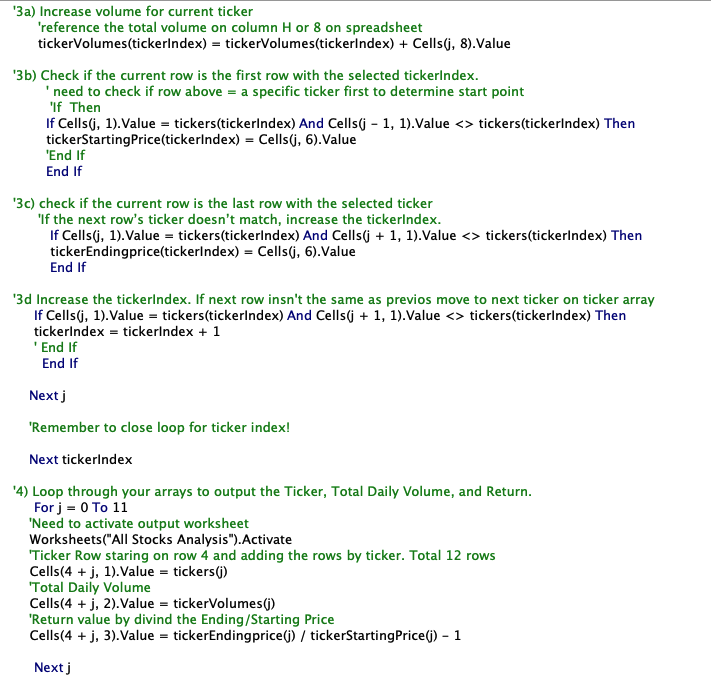 '3a) Increase volume for current ticker
'reference the total volume on column H or 8 on spreadsheet
tickerVolumes(tickerIndex) = tickerVolumes(tickerIndex) + Cells(j, 8).Value
'3b) Check if the current row is the first row with the selected tickerIndex.
' need to check if row above = a specific ticker first to determine start point
'If  Then
If Cells(j, 1).Value = tickers(tickerIndex) And Cells(j - 1, 1).Value <> tickers(tickerIndex) Then
tickerStartingPrice(tickerIndex) = Cells(j, 6).Value
'End If
End If
'3c) check if the current row is the last row with the selected ticker
'If the next row's ticker doesn't match, increase the tickerIndex.
If Cells(j, 1).Value = tickers(tickerIndex) And Cells(j + 1, 1).Value <> tickers(tickerIndex) Then
tickerEndingprice(tickerIndex) = Cells(j, 6).Value
End If
'3d Increase the tickerIndex. If next row insn't the same as previos move to next ticker on ticker array
If Cells(j, 1).Value = tickers(tickerIndex) And Cells(j + 1, 1).Value <> tickers(tickerIndex) Then
tickerIndex = tickerIndex + 1
' End If
End If
Next j
'Remember to close loop for ticker index!
Next tickerIndex
'4) Loop through your arrays to output the Ticker, Total Daily Volume, and Return.
For j = 0 To 11
'Need to activate output worksheet
Worksheets("All Stocks Analysis").Activate
'Ticker Row staring on row 4 and adding the rows by ticker. Total 12 rows
Cells(4 + j, 1).Value = tickers(j)
'Total Daily Volume
Cells(4 + j, 2).Value = tickerVolumes(j)
'Return value by divind the Ending/Starting Price
Cells(4 + j, 3).Value = tickerEndingprice(j) / tickerStartingPrice(j) - 1
Next j